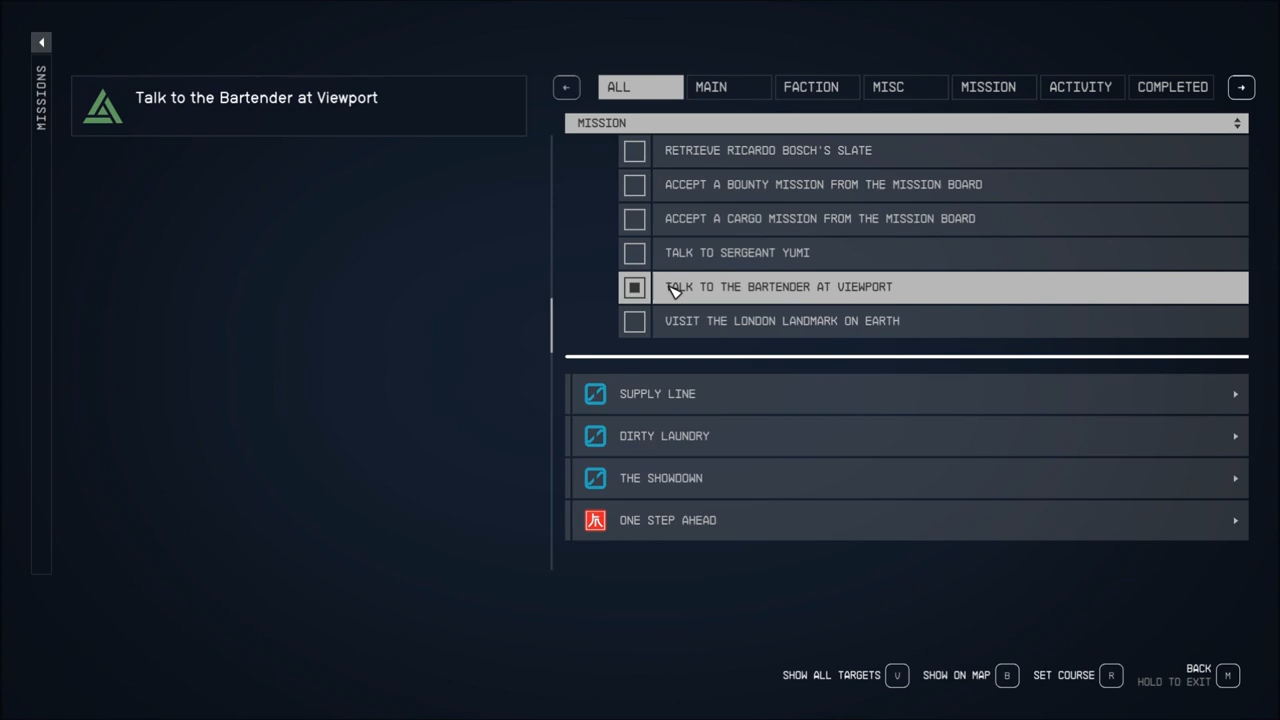 MISSIONS
Talk to the Bartender at Viewport
ALL MAIN FACTION MISC MISSION ACTIVITY COMPLETED
MISSION
RETRIEVE RICARDO BOSCH'S SLATE
ACCEPT A BOUNTY MISSION FROM THE MISSION BOARD
ACCEPT A CARGO MISSION FROM THE MISSION BOARD
TALK TO SERGEANT YUMI
TALK TO THE BARTENDER AT VIEWPORT
VISIT THE LONDON LANDMARK ON EARTH
SUPPLY LINE
DIRTY LAUNDRY
THE SHOWDOWN
ONE STEP AHEAD
SHOW ALL TARGETS V SHOW ON MAP B SET COURSE R BACK M
HOLD TO EXIT